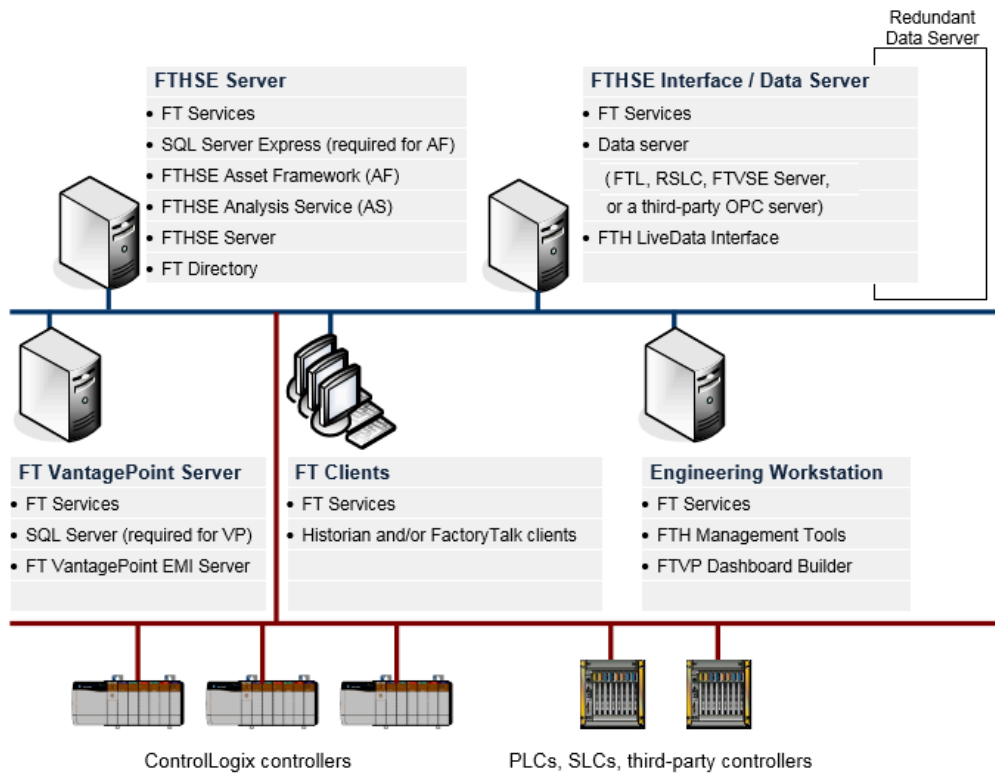 Redundant
Data Server
FTHSE Server
• FT Services
• SQL Server Express (required for AF)
• FTHSE Asset Framework (AF)
• FTHSE Analysis Service (AS)
• FTHSE Server
• FT Directory
FTHSE Interface / Data Server
• FT Services
• Data server
(FTL, RSLC, FTVSE Server,
or a third-party OPC server)
• FTH LiveData Interface
FT VantagePoint Server
• FT Services
• SQL Server (required for VP)
• FT VantagePoint EMI Server
FT Clients
• FT Services
• Historian and/or FactoryTalk clients
Engineering Workstation
• FT Services
• FTH Management Tools
• FTVP Dashboard Builder
ControlLogix controllers
PLCs, SLCs, third-party controllers